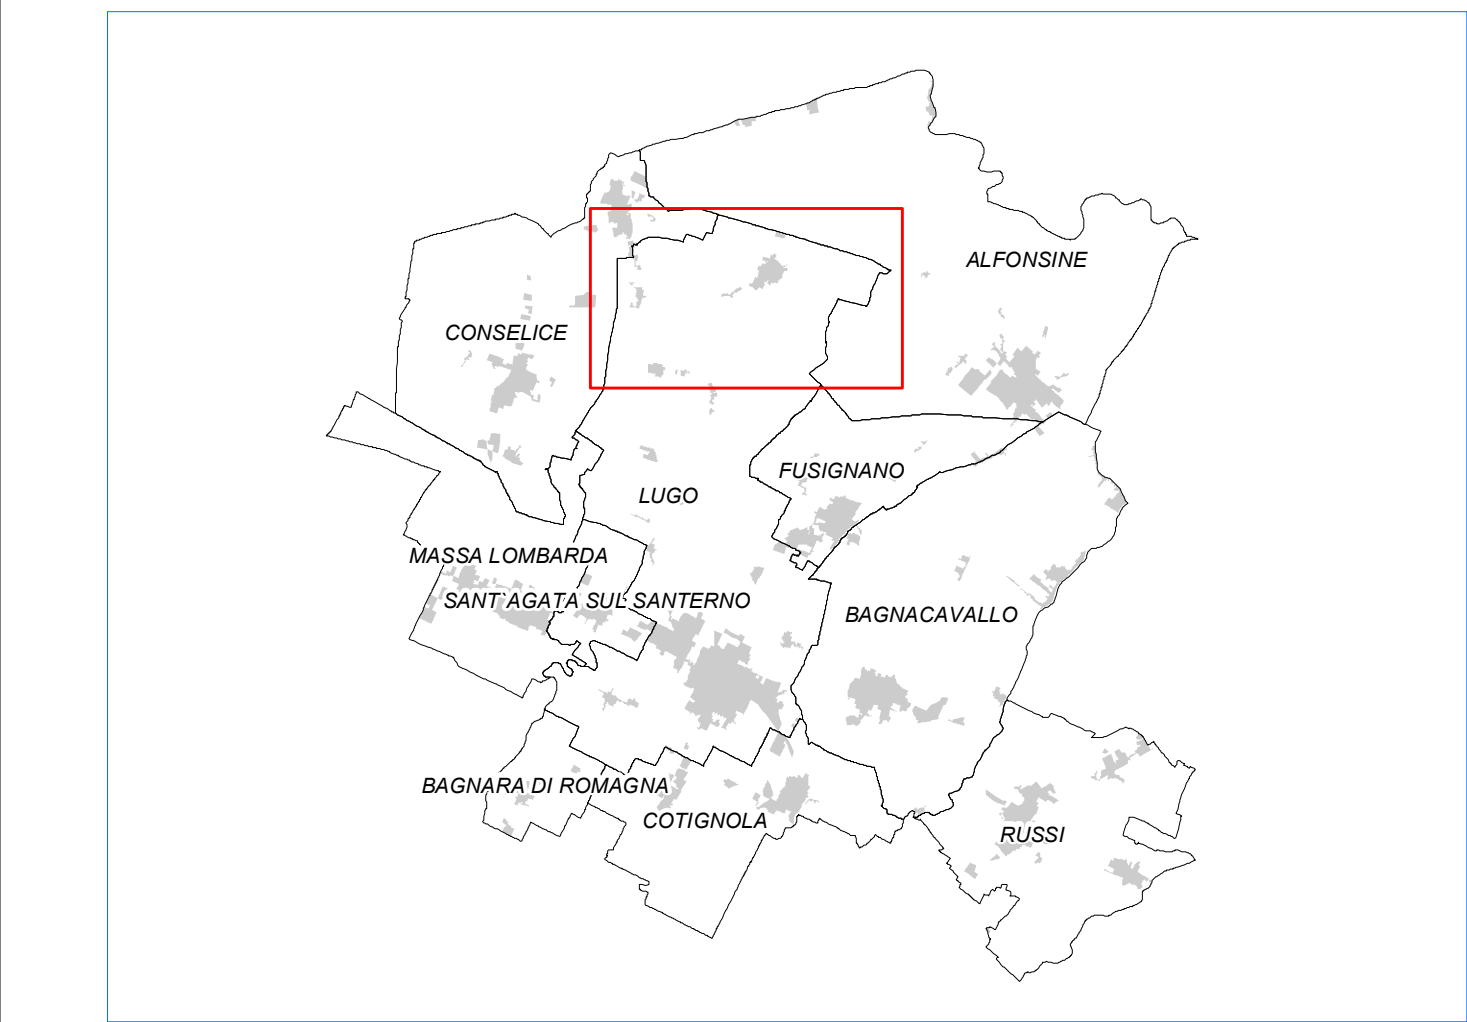 ALFONSINE
CONSELICE
FUSIGNANO
LUGO
MASSA LOMBARDA
SANT`AGATA SUL SANTERNO
BAGNACAVALLO
BAGNARA DI ROMAGNA
COTIGNOLA
RUSSI